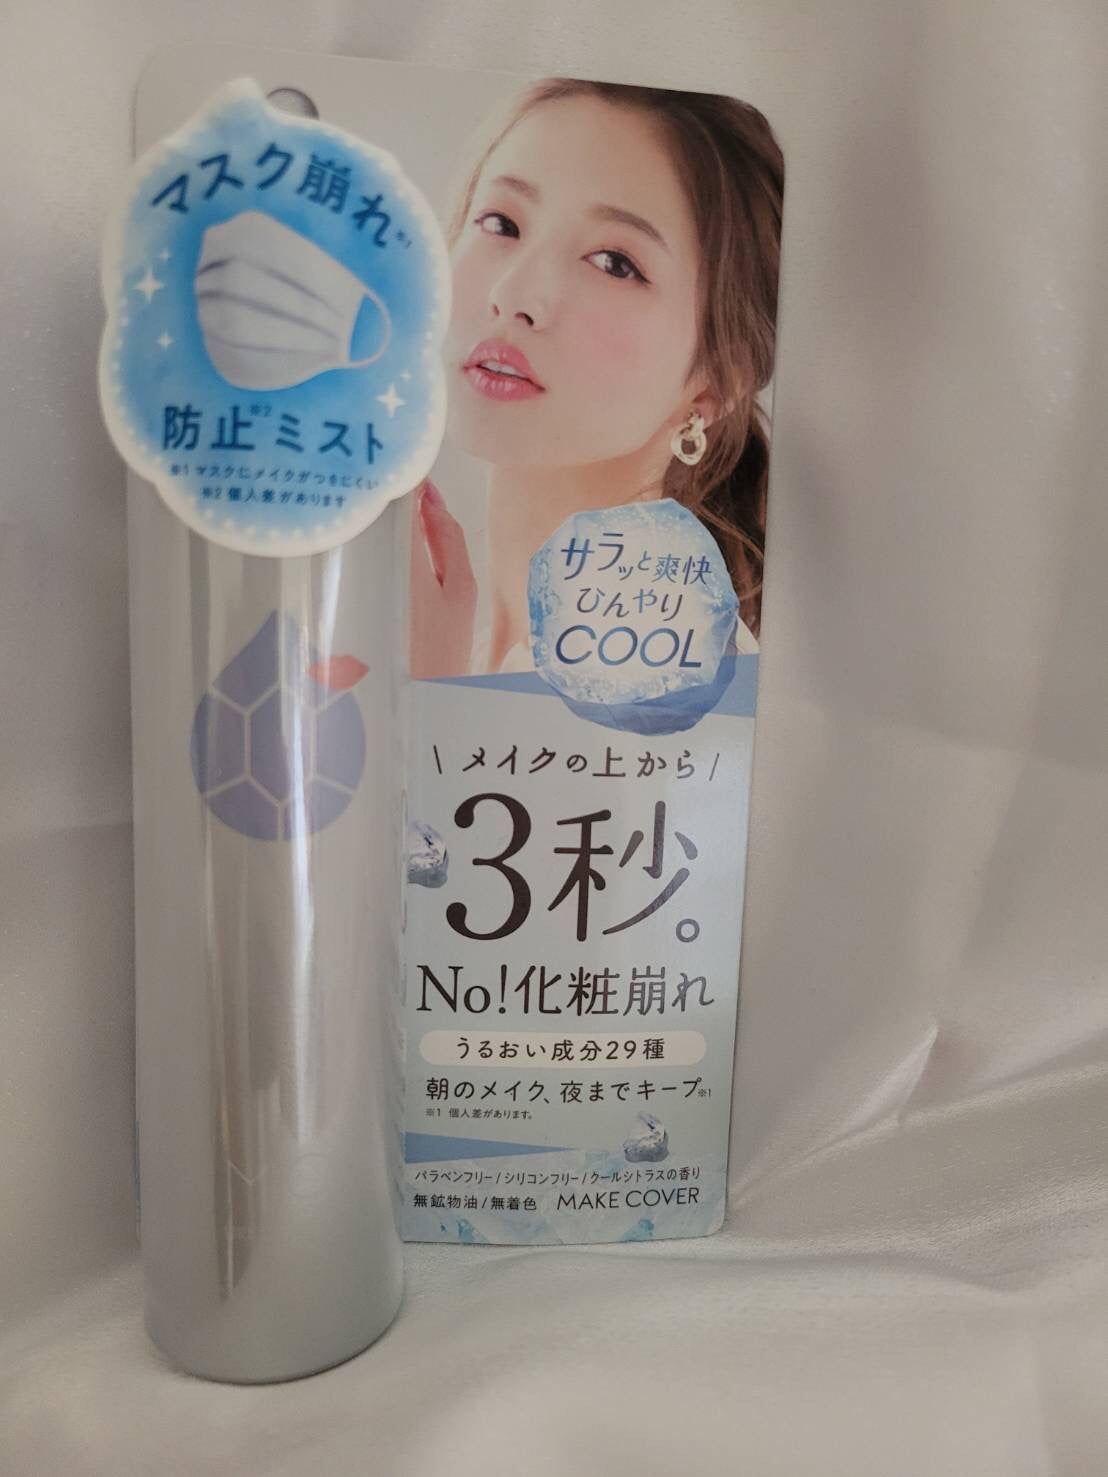 マスク崩れ※1
防止※2ミスト
※1 マスクにメイクがつきにくい
※2 個人差があります
サラッと爽快
ひんやり
COOL
\ メイクの上から /
3秒。
No!化粧崩れ
うるおい成分29種
朝のメイク、夜までキープ※1
※1 個人差があります。
パラベンフリー/シリコンフリー/クールシトラスの香り
無鉱物油/無着色 MAKE COVER